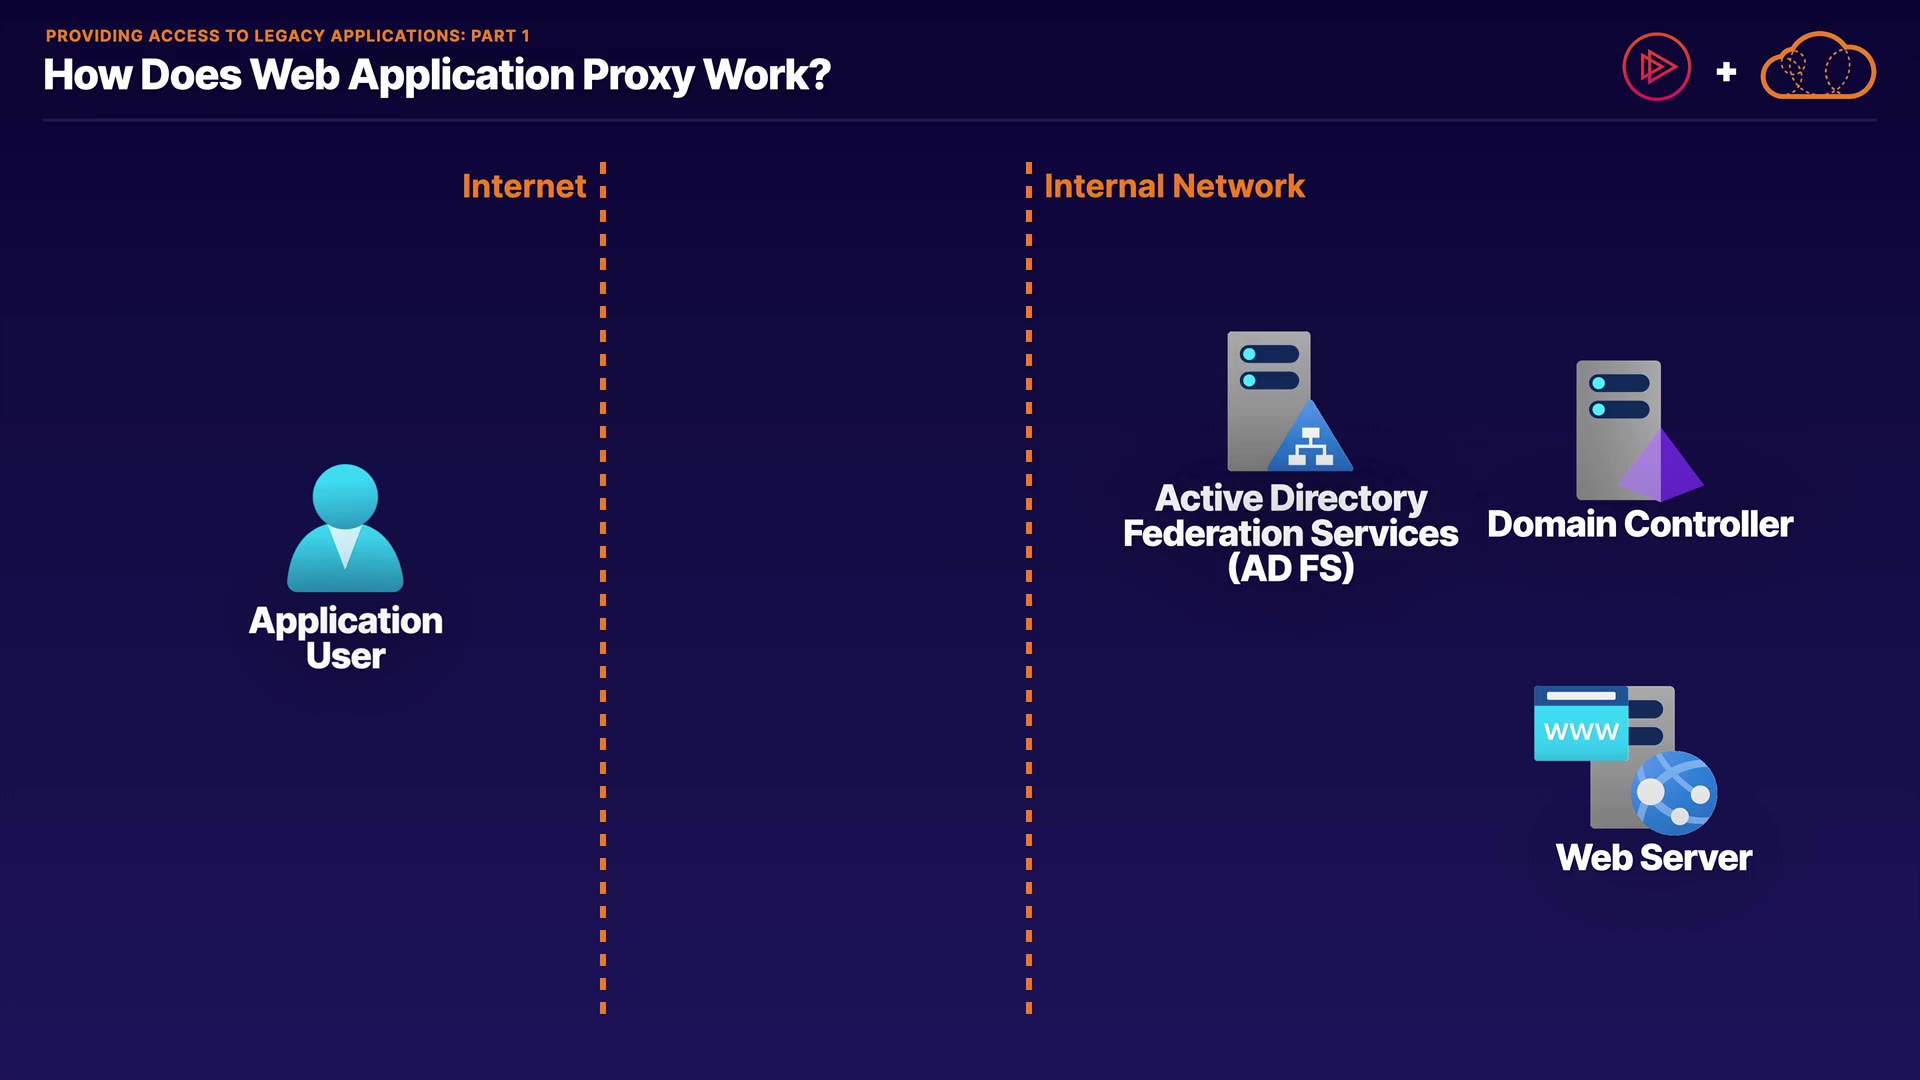 PROVIDING ACCESS TO LEGACY APPLICATIONS: PART 1
How Does Web Application Proxy Work?
Internet
Internal Network
Application
User
Active Directory
Federation Services
(AD FS)
Domain Controller
www
Web Server